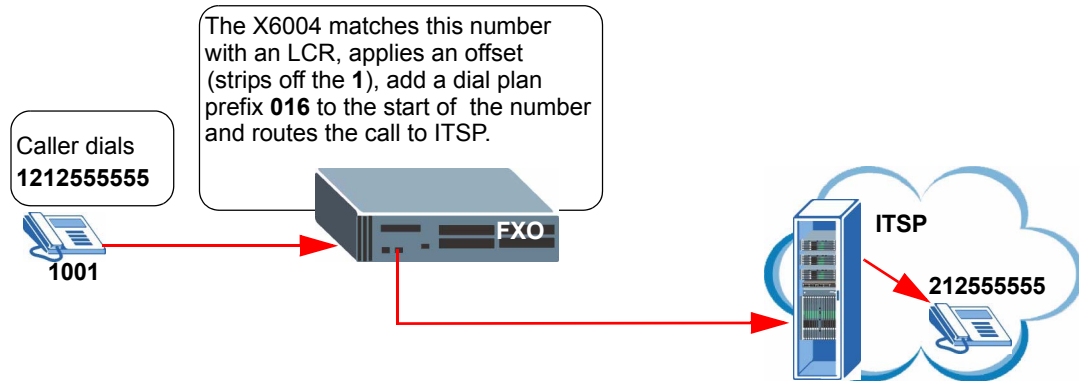 The X6004 matches this number
with an LCR, applies an offset
(strips off the 1), add a dial plan
prefix 016 to the start of the number
and routes the call to ITSP.
Caller dials
1212555555
1001
FXO
ITSP
212555555